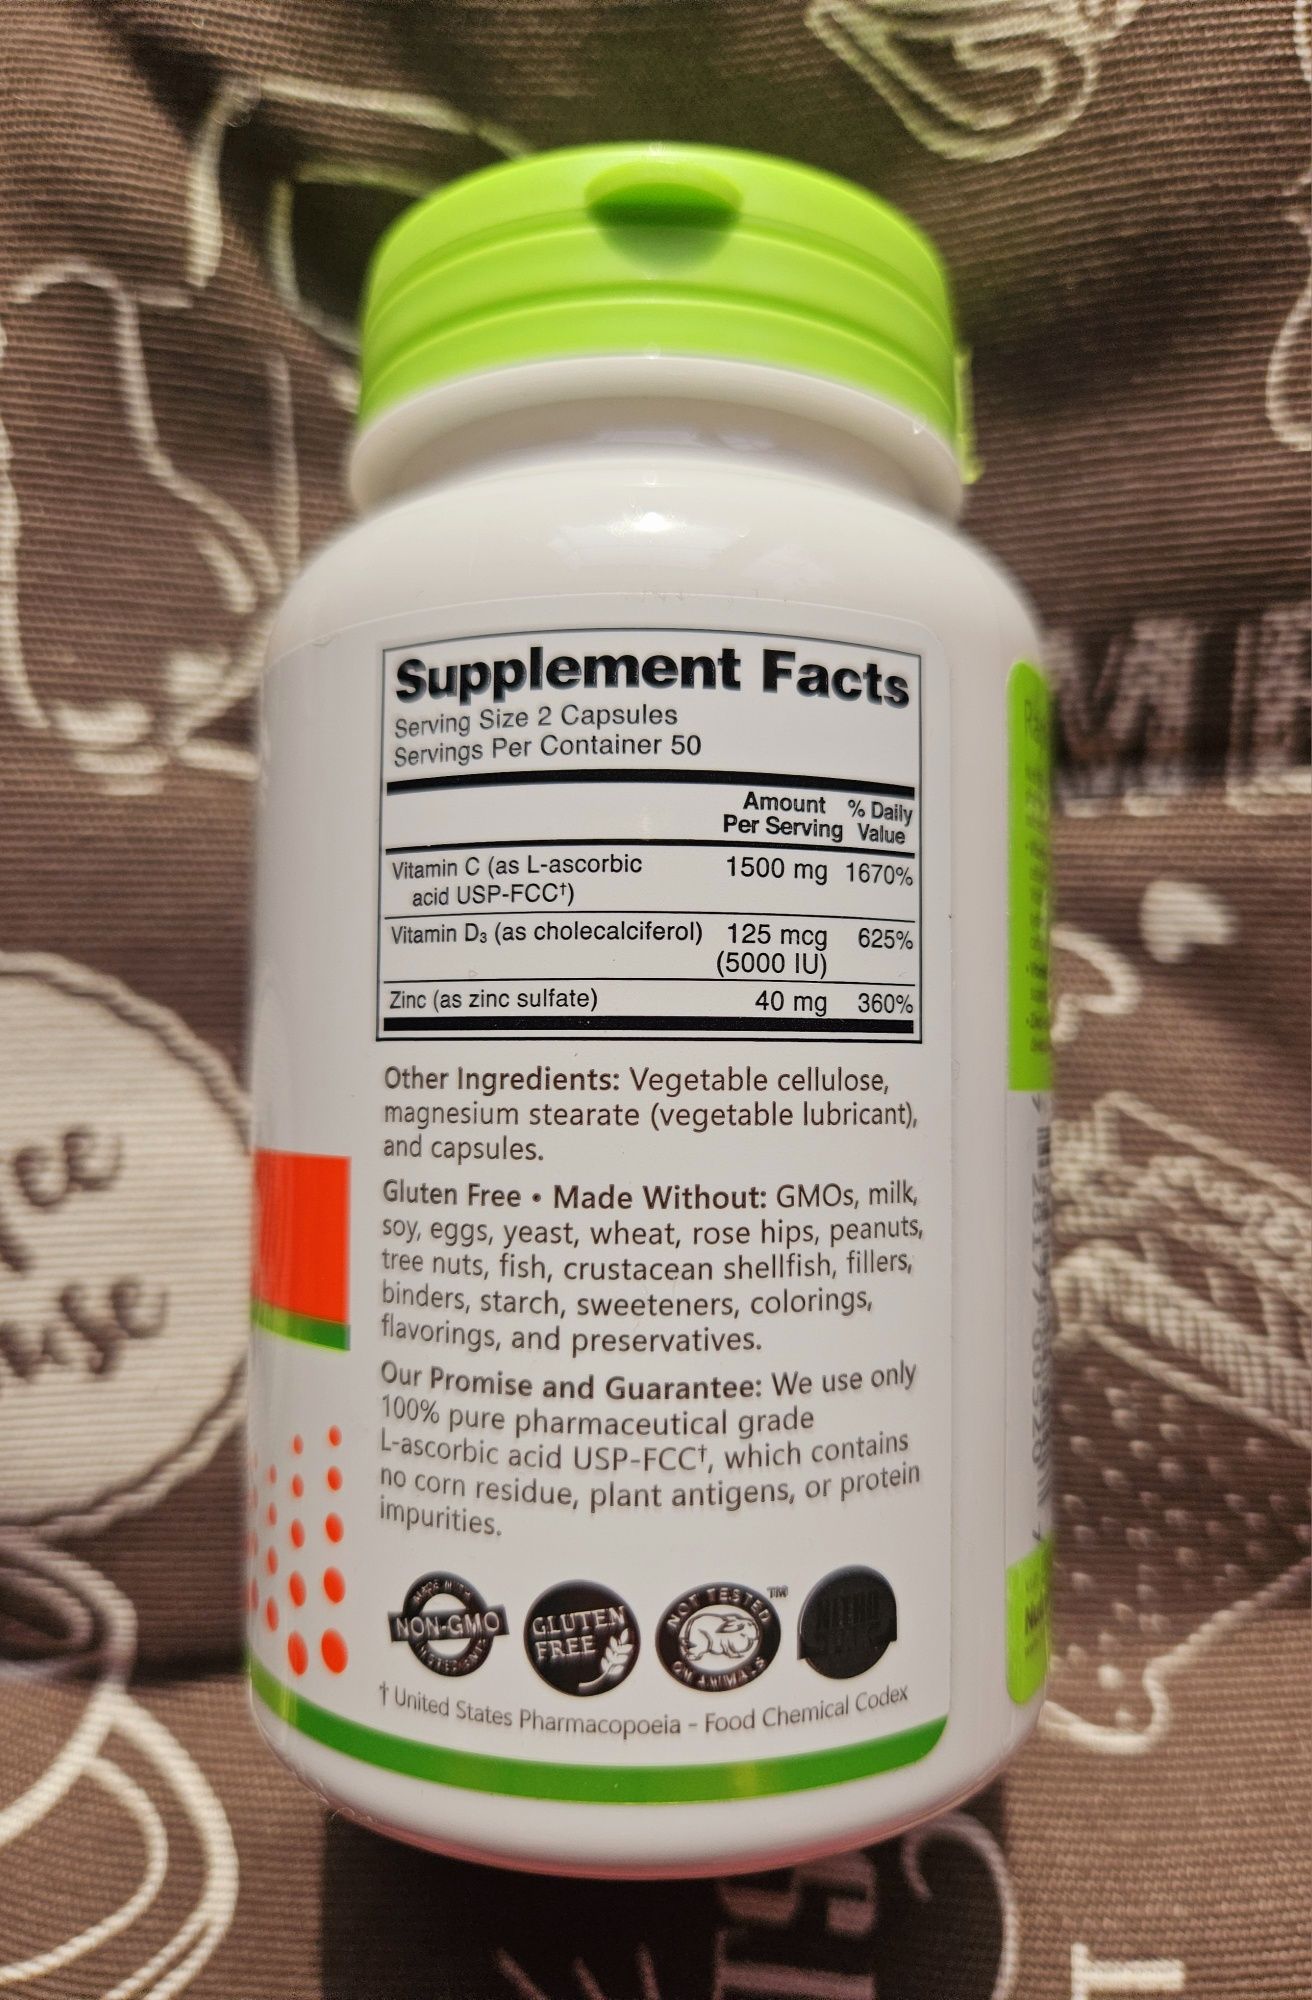 Supplement Facts
Serving Size 2 Capsules
Servings Per Container 50
Amount Per Serving % Daily Value
Vitamin C (as L-ascorbic acid USP-FCC†) 1500 mg 1670%
Vitamin D₃ (as cholecalciferol) 125 mcg (5000 IU) 625%
Zinc (as zinc sulfate) 40 mg 360%
Other Ingredients: Vegetable cellulose,
magnesium stearate (vegetable lubricant),
and capsules.
Gluten Free • Made Without: GMOs, milk,
soy, eggs, yeast, wheat, rose hips, peanuts,
tree nuts, fish, crustacean shellfish, fillers,
binders, starch, sweeteners, colorings,
flavorings, and preservatives.
Our Promise and Guarantee: We use only
100% pure pharmaceutical grade
L-ascorbic acid USP-FCC†, which contains
no corn residue, plant antigens, or protein
impurities.
MADE WITH
NON-GMO
INGREDIENTS
GLUTEN
FREE
NOT TESTED
ON ANIMALS
TM
† United States Pharmacopoeia – Food Chemical Codex